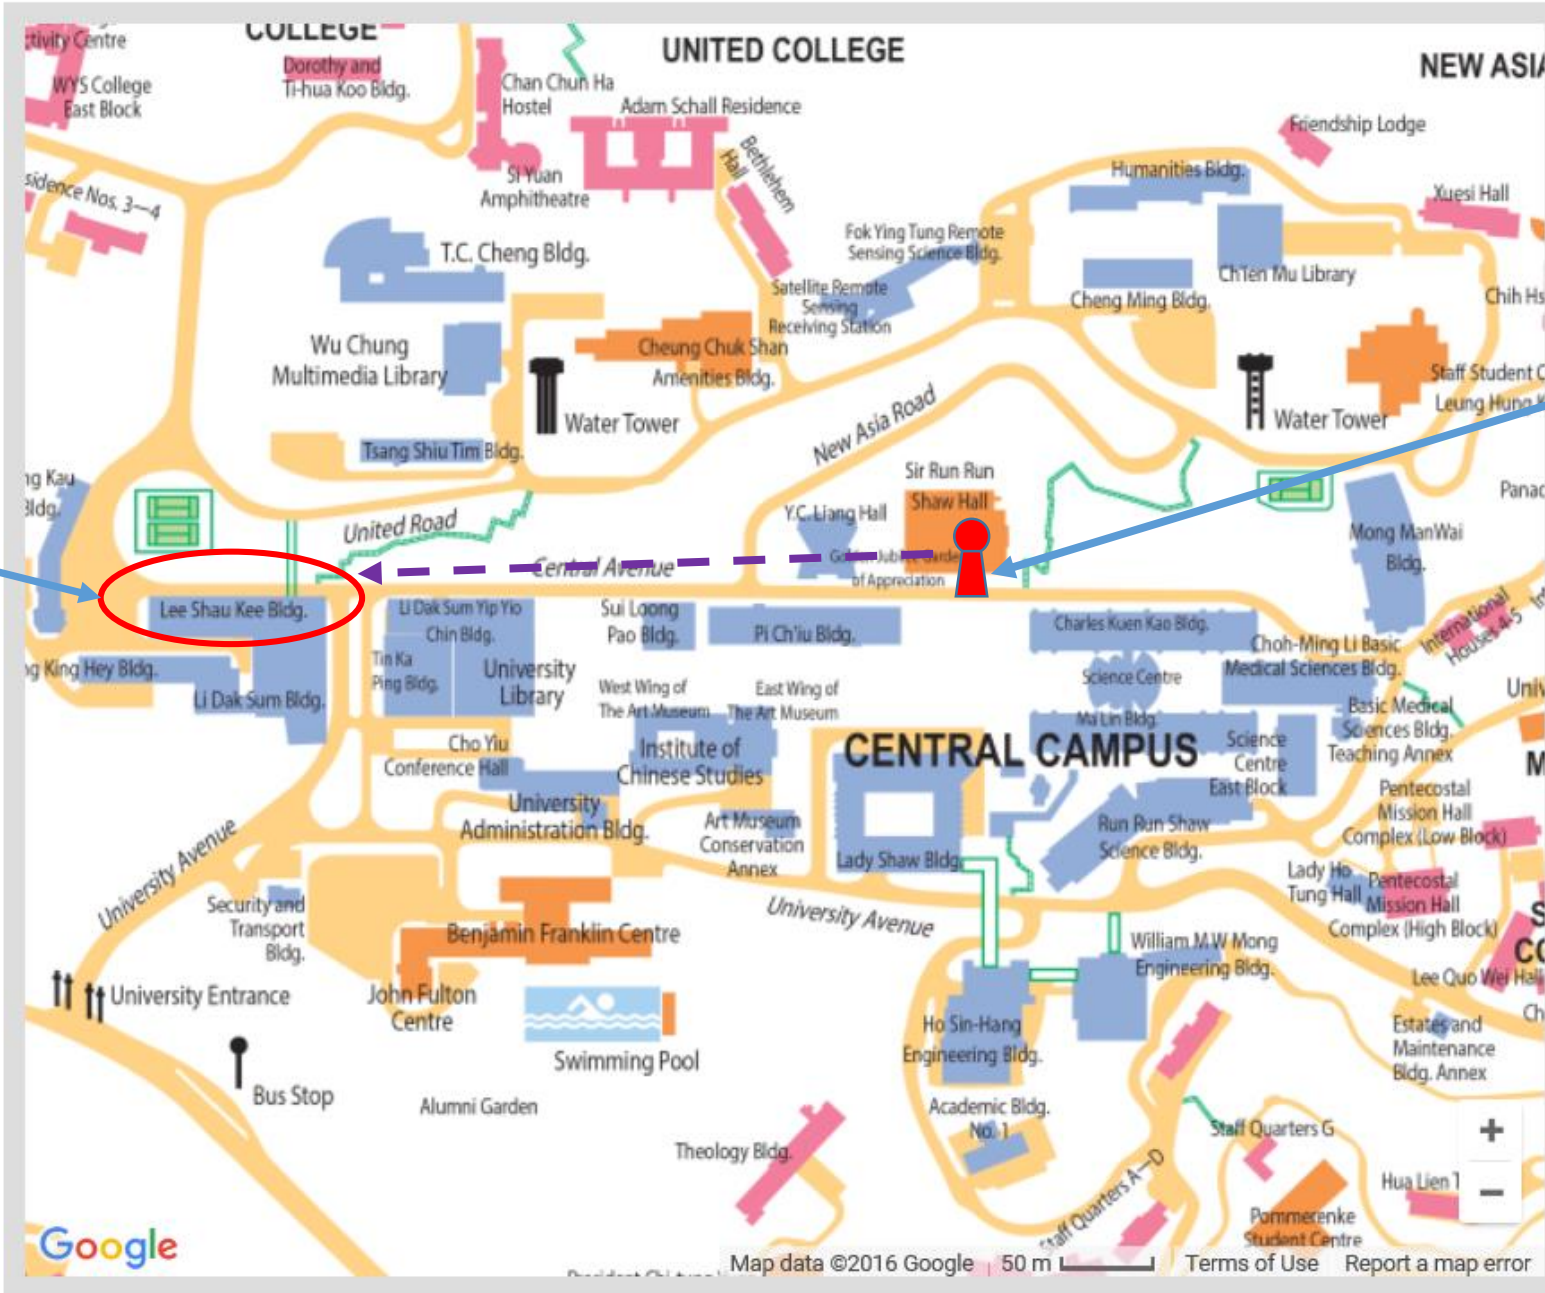 COLLEGE
UNITED COLLEGE
NEW ASIA
ctivity Centre
WYS College
East Block
Dorothy and
Ti-hua Koo Bldg.
Chan Chun Ha
Hostel
Adam Schall Residence
Friendship Lodge
Bethlehem
Hall
Si Yuan
Amphitheatre
Humanities Bldg.
Xuesi Hall
sidence Nos. 3—4
T.C. Cheng Bldg.
Fok Ying Tung Remote
Sensing Science Bldg.
Ch'ien Mu Library
Satellite Remote
Sensing
Receiving Station
Cheng Ming Bldg.
Chih Hs
Wu Chung
Multimedia Library
Cheung Chuk Shan
Amenities Bldg.
Staff Student C
Leung Hung K
Water Tower
Water Tower
New Asia Road
Tsang Shiu Tim Bldg.
Sir Run Run
Shaw Hall
ng Kau
Bldg.
Y.C. Liang Hall
Panac
United Road
Mong ManWai
Bldg.
Central Avenue
Golden Jubilee Garden
of Appreciation
Lee Shau Kee Bldg.
Li Dak Sum Yip Yio
Chin Bldg.
Sui Loong
Pao Bldg.
Pi Ch'iu Bldg.
Charles Kuen Kao Bldg.
International
Houses 4-5
Int
Choh-Ming Li Basic
Medical Sciences Bldg.
ng King Hey Bldg.
Tin Ka
Ping Bldg.
University
Library
Science Centre
Li Dak Sum Bldg.
West Wing of
The Art Museum
East Wing of
The Art Museum
Univ
Basic Medical
Sciences Bldg.
Teaching Annex
Ma Lin Bldg.
Cho Yiu
Conference Hall
Institute of
Chinese Studies
CENTRAL CAMPUS
Science
Centre
East Block
M
University
Administration Bldg.
Pentecostal
Mission Hall
Complex (Low Block)
Art Museum
Conservation
Annex
Run Run Shaw
Science Bldg.
University Avenue
Lady Shaw Bldg.
Lady Ho
Tung Hall
Pentecostal
Mission Hall
Complex (High Block)
Security and
Transport
Bldg.
University Avenue
S
CO
Benjamin Franklin Centre
William M W Mong
Engineering Bldg.
Lee Quo Wei Hall
University Entrance
John Fulton
Centre
Ch
Ho Sin-Hang
Engineering Bldg.
Estates and
Maintenance
Bldg. Annex
Swimming Pool
Bus Stop
Alumni Garden
Academic Bldg.
No. 1
Staff Quarters G
Theology Bldg.
Staff Quarters A—D
Hua Lien T
Pommerenke
Student Centre
+
−
Google
Map data ©2016 Google 50 m Terms of Use Report a map error